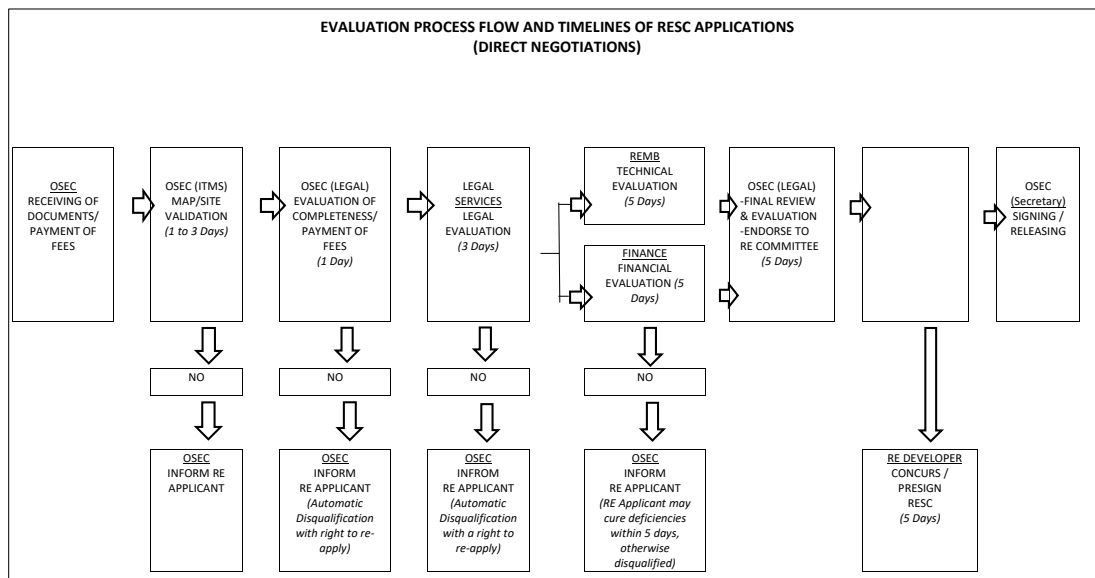 EVALUATION PROCESS FLOW AND TIMELINES OF RESC APPLICATIONS
(DIRECT NEGOTIATIONS)
OSEC
RECEIVING OF
DOCUMENTS/
PAYMENT OF
FEES
OSEC (ITMS)
MAP/SITE
VALIDATION
(1 to 3 Days)
OSEC (LEGAL)
EVALUATION OF
COMPLETENESS/
PAYMENT OF
FEES
(1 Day)
LEGAL
SERVICES
LEGAL
EVALUATION
(3 Days)
REMB
TECHNICAL
EVALUATION
(5 Days)
FINANCE
FINANCIAL
EVALUATION (5
Days)
OSEC (LEGAL)
-FINAL REVIEW
& EVALUATION
-ENDORSE TO
RE COMMITTEE
(5 Days)
OSEC
(Secretary)
SIGNING /
RELEASING
NO
NO
NO
NO
OSEC
INFORM RE
APPLICANT
OSEC
INFORM
RE APPLICANT
(Automatic
Disqualification
with right to re-
apply)
OSEC
INFROM
RE APPLICANT
(Automatic
Disqualification
with a right to
re-apply)
OSEC
INFORM
RE APPLICANT
(RE Applicant may
cure deficiencies
within 5 days,
otherwise
disqualified)
RE DEVELOPER
CONCURS /
PRESIGN
RESC
(5 Days)